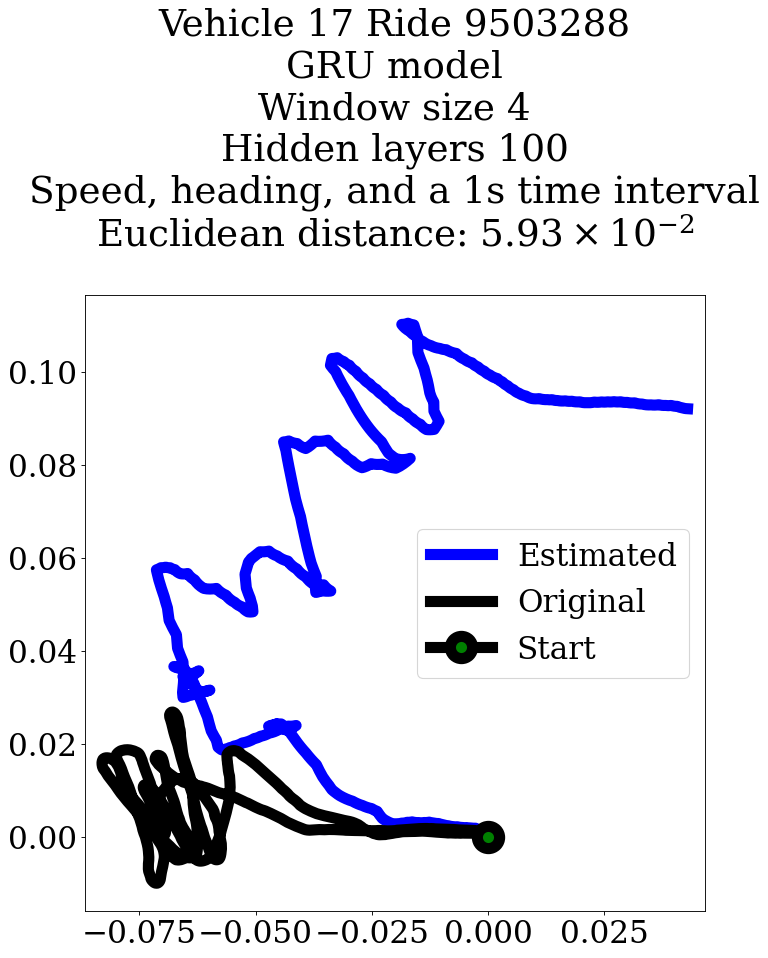 Vehicle 17 Ride 9503288
GRU model
Window size 4
Hidden layers 100
Speed, heading, and a 1s time interval
Euclidean distance: 5.93 × 10⁻²
0.10
0.08
0.06
0.04
0.02
0.00
Estimated
Original
Start
−0.075 −0.050 −0.025 0.000 0.025